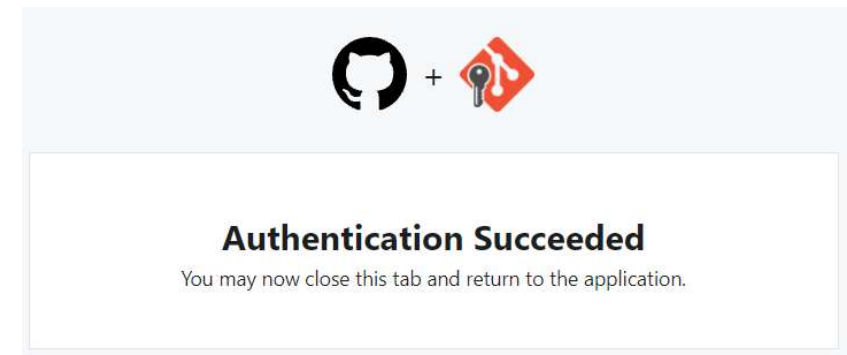 +
Authentication Succeeded
You may now close this tab and return to the application.